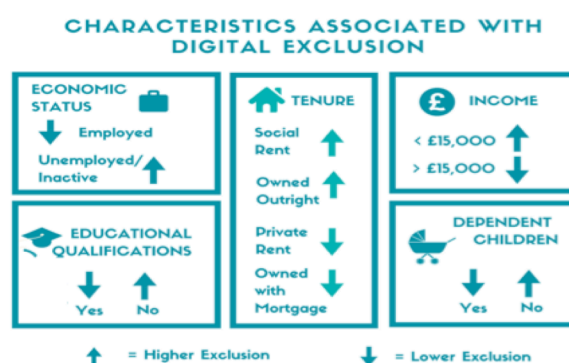 CHARACTERISTICS ASSOCIATED WITH
DIGITAL EXCLUSION
ECONOMIC
STATUS
Employed
Unemployed/
Inactive
EDUCATIONAL
QUALIFICATIONS
Yes No
TENURE
Social
Rent
Owned
Outright
Private
Rent
Owned
with
Mortgage
£ INCOME
< £15,000
> £15,000
DEPENDENT
CHILDREN
Yes No
= Higher Exclusion = Lower Exclusion